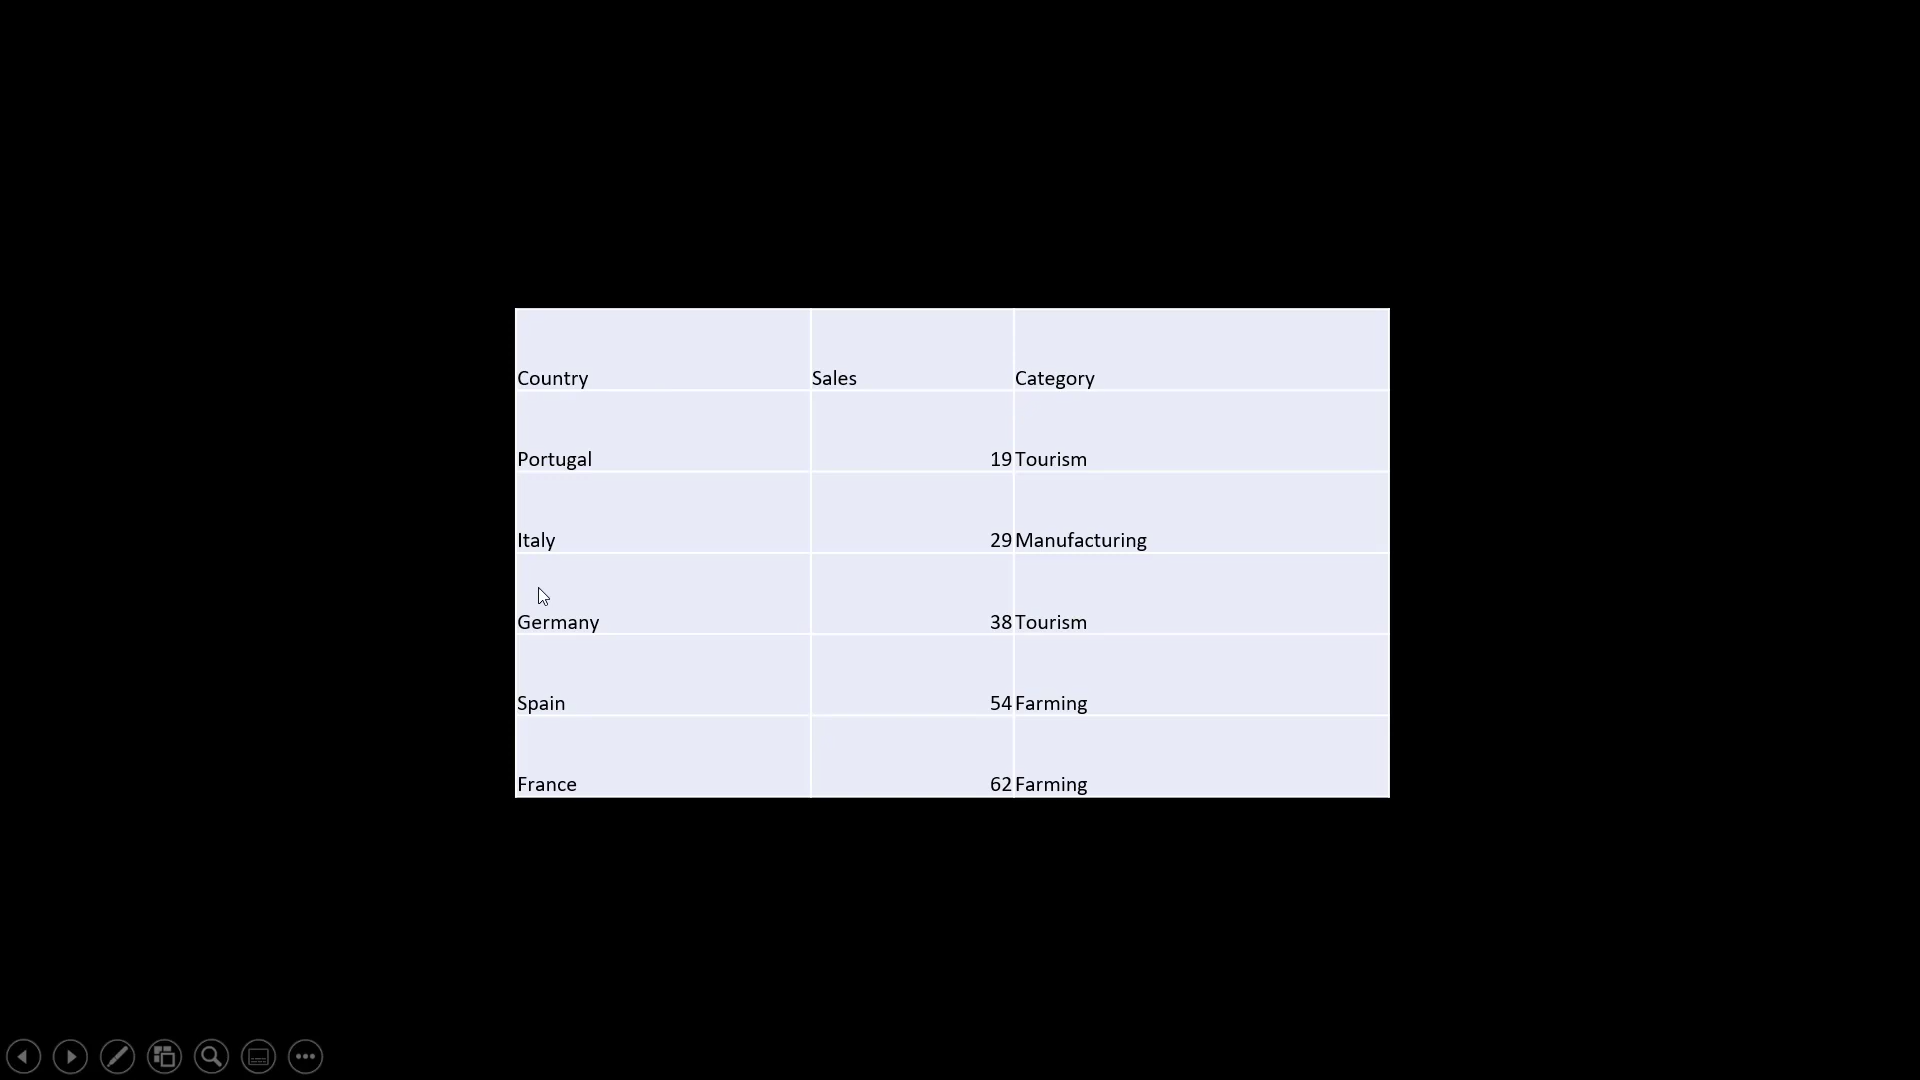 Country Sales Category
Portugal 19 Tourism
Italy 29 Manufacturing
Germany 38 Tourism
Spain 54 Farming
France 62 Farming